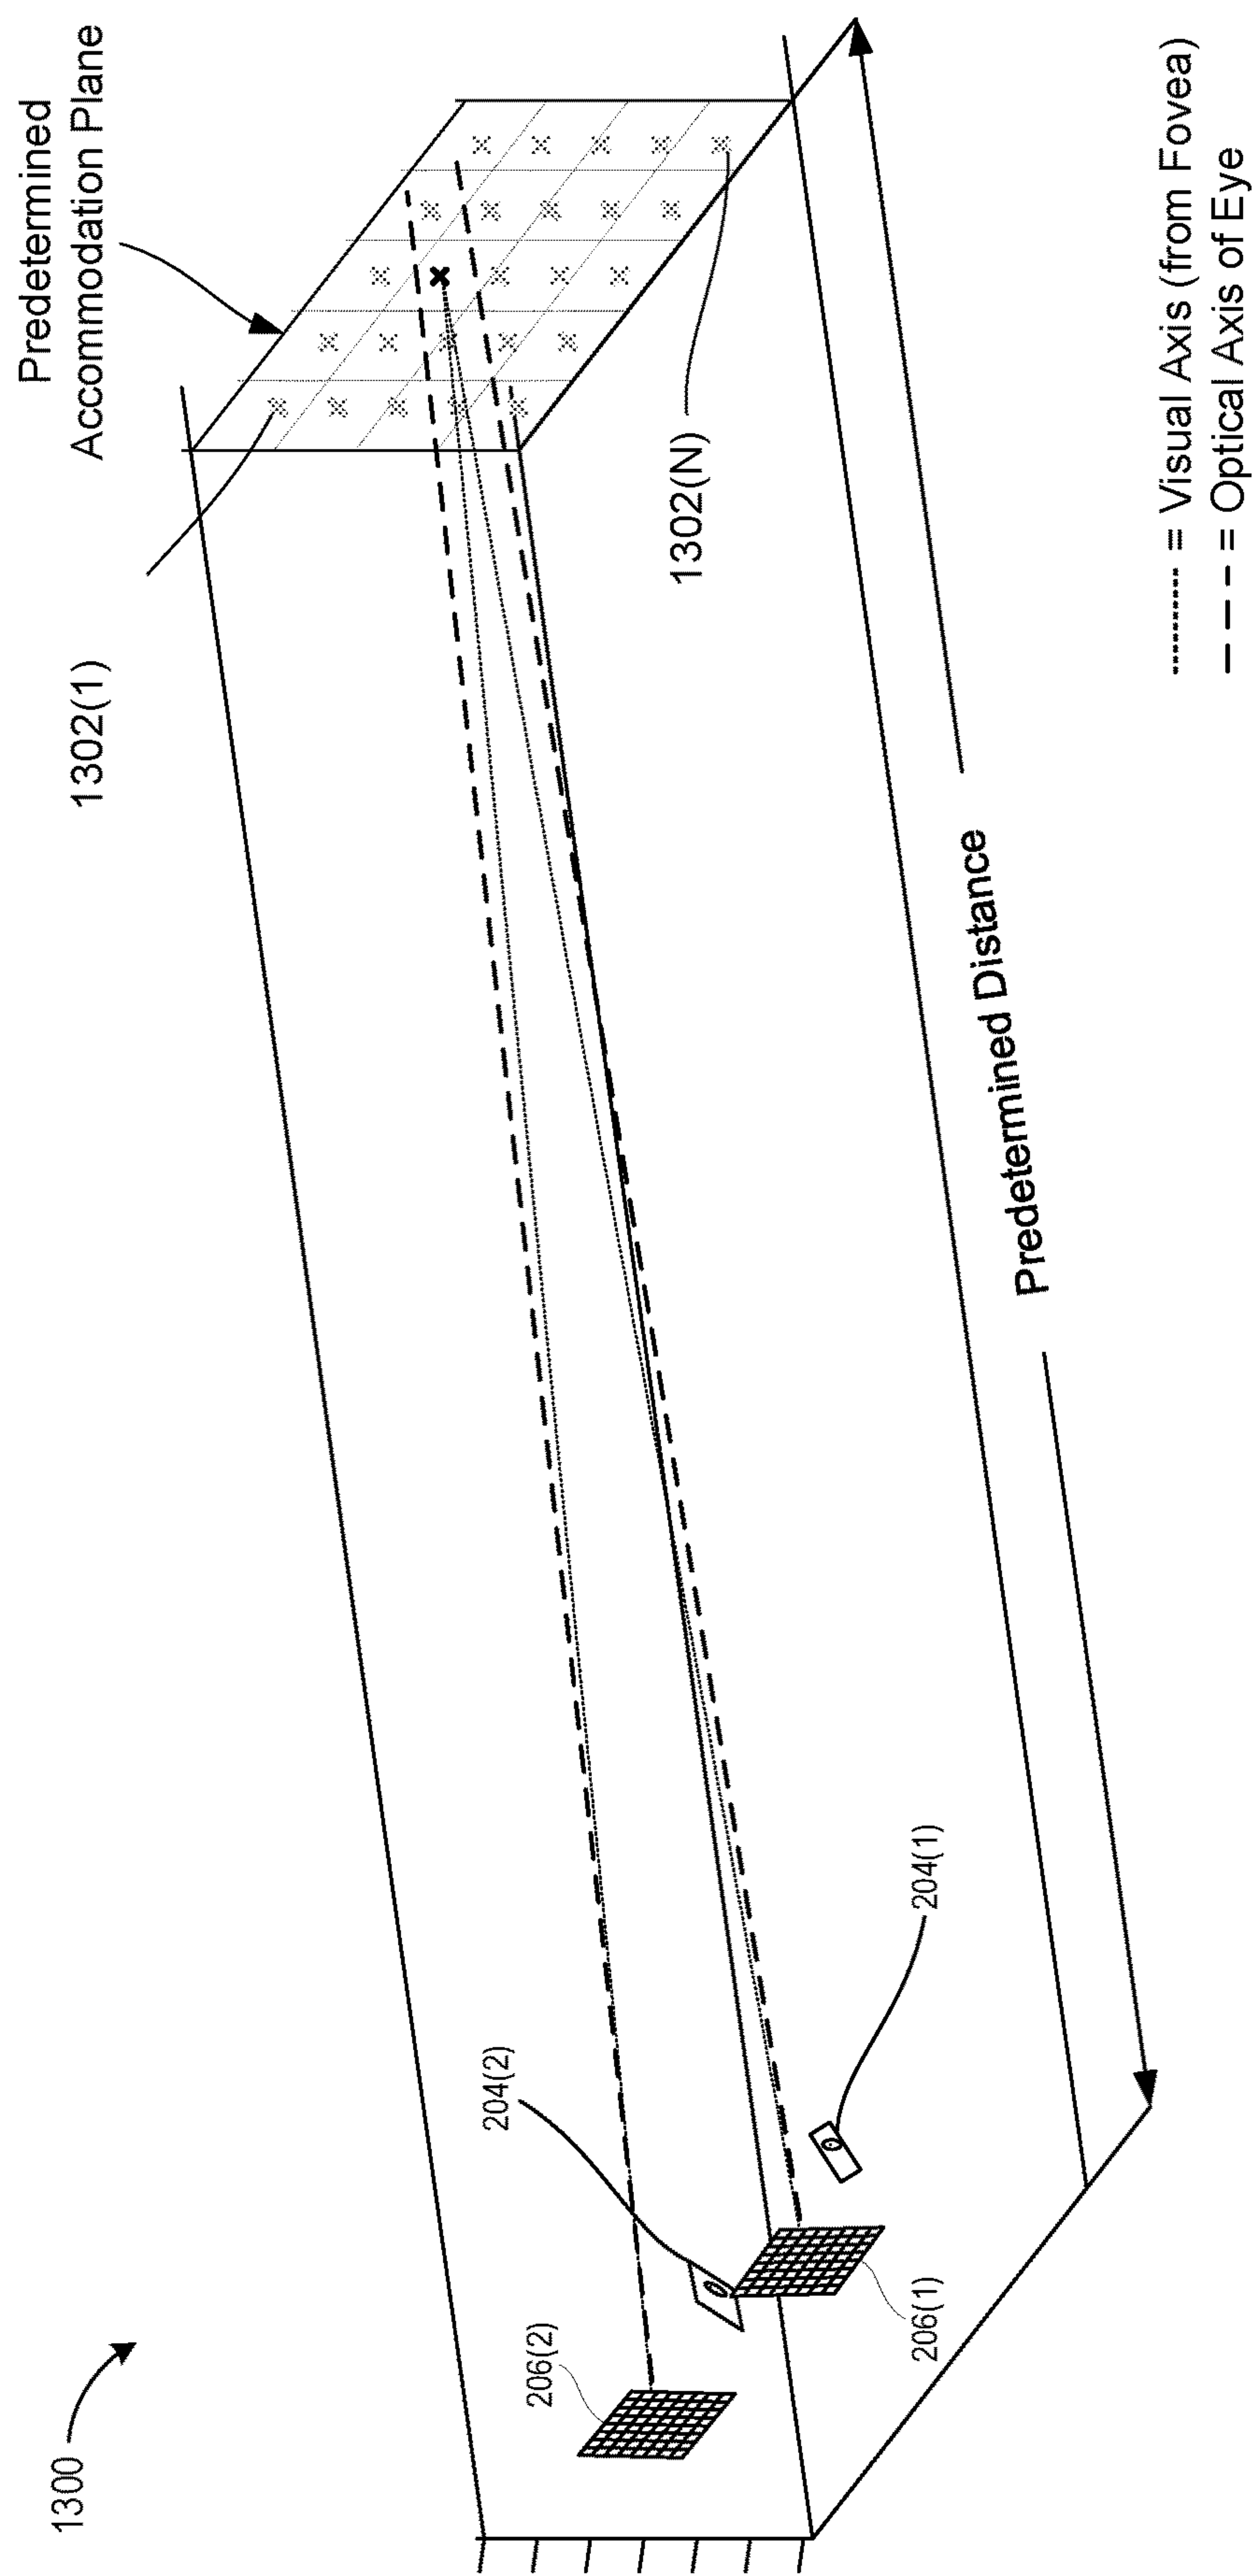 1300
Predetermined
Accommodation Plane
1302(1)
1302(N)
204(2)
206(2)
204(1)
206(1)
Predetermined Distance
= Visual Axis (from Fovea)
= Optical Axis of Eye